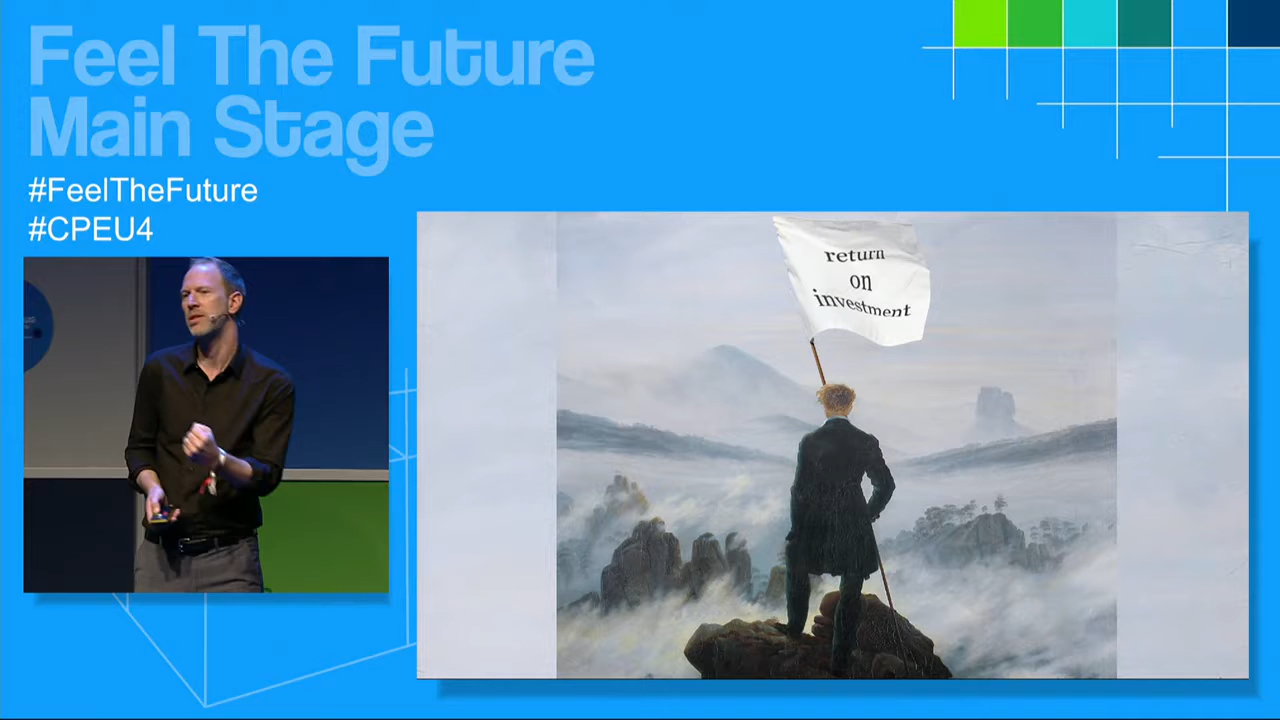 Feel The Future
Main Stage
#FeelTheFuture
#CPEU4
return
on
investment